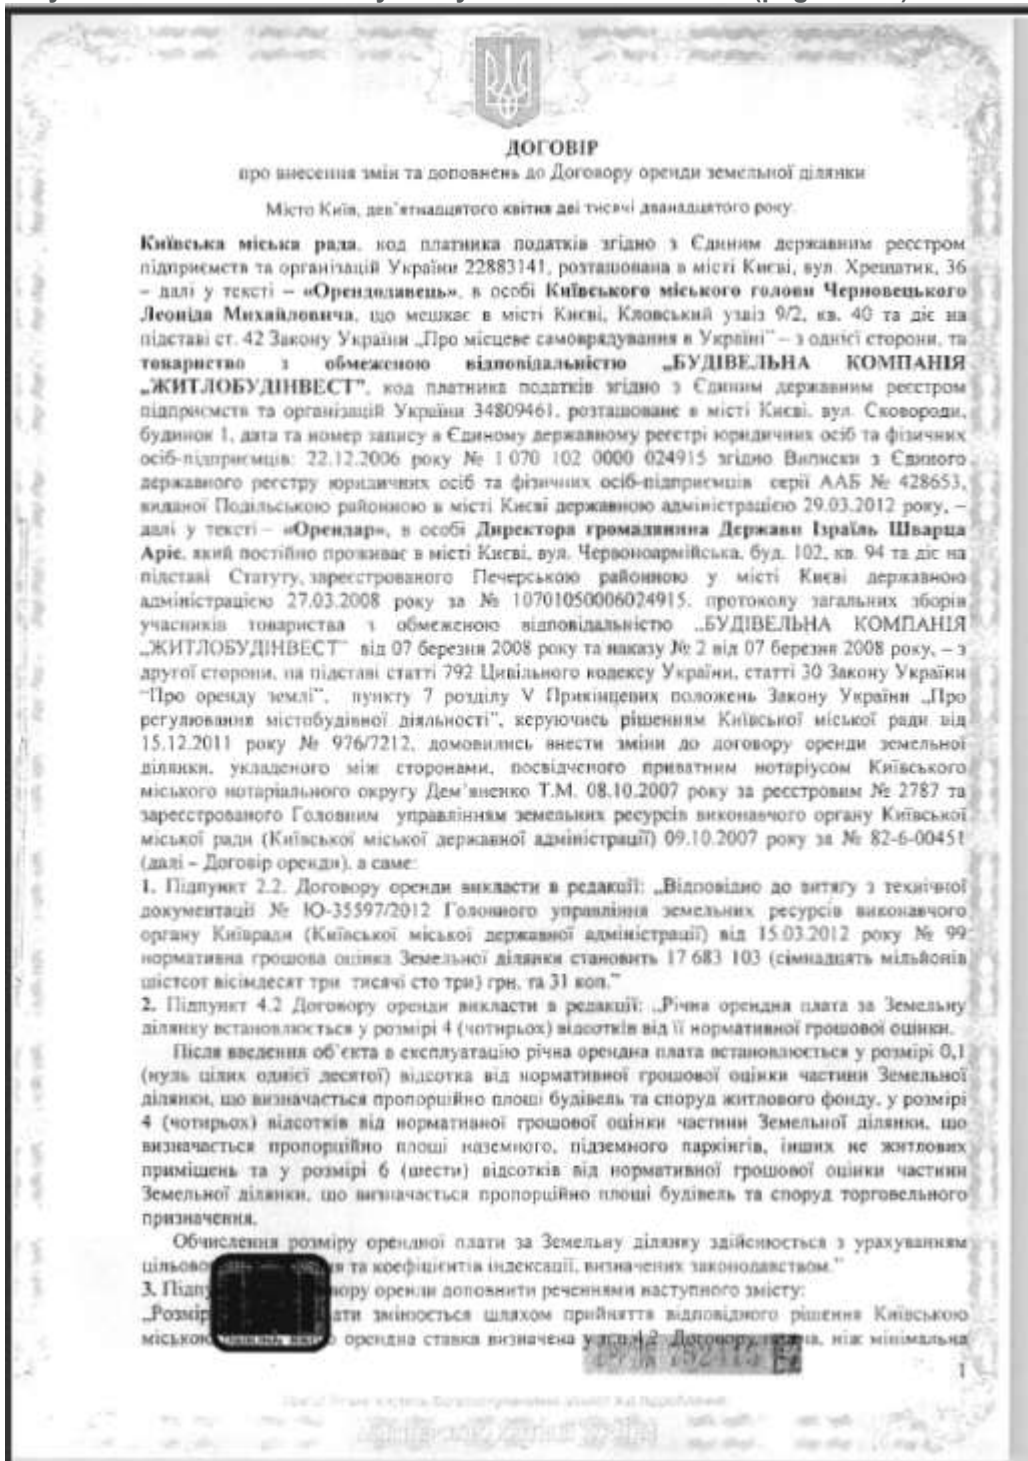 ДОГОВІР
про внесення змін та доповнень до Договору оренди земельної ділянки
Місто Київ, дев'ятнадцятого квітня дві тисячі дванадцятого року.
Київська міська рада, код платника податків згідно з Єдиним державним реєстром
підприємств та організацій України 22883141, розташована в місті Києві, вул. Хрещатик, 36
– далі у тексті – «Орендодавець», в особі Київського міського голови Черновецького
Леоніда Михайловича, що мешкає в місті Києві, Кловський узвіз 9/2, кв. 40 та діє на
підставі ст. 42 Закону України „Про місцеве самоврядування в Україні" – з однієї сторони, та
товариство з обмеженою відповідальністю „БУДІВЕЛЬНА КОМПАНІЯ
„ЖИТЛОБУДІНВЕСТ", код платника податків згідно з Єдиним державним реєстром
підприємств та організацій України 34809461, розташоване в місті Києві, вул. Сковороди,
будинок 1, дата та номер запису в Єдиному державному реєстрі юридичних осіб та фізичних
осіб-підприємців: 22.12.2006 року № 1 070 102 0000 024915 згідно Виписки з Єдиного
державного реєстру юридичних осіб та фізичних осіб-підприємців серії ААБ № 428653,
виданої Подільською районною в місті Києві державною адміністрацією 29.03.2012 року, –
далі у тексті – «Орендар», в особі Директора громадянина Держави Ізраїль Шварца
Аріє, який постійно проживає в місті Києві, вул. Червоноармійська, буд. 102, кв. 94 та діє на
підставі Статуту, зареєстрованого Печерською районною у місті Києві державною
адміністрацією 27.03.2008 року за № 10701050006024915, протоколу загальних зборів
учасників товариства з обмеженою відповідальністю „БУДІВЕЛЬНА КОМПАНІЯ
„ЖИТЛОБУДІНВЕСТ" від 07 березня 2008 року та наказу № 2 від 07 березня 2008 року, – з
другої сторони, на підставі статті 792 Цивільного кодексу України, статті 30 Закону України
"Про оренду землі", пункту 7 розділу V Прикінцевих положень Закону України „Про
регулювання містобудівної діяльності", керуючись рішенням Київської міської ради від
15.12.2011 року № 976/7212, домовились внести зміни до договору оренди земельної
ділянки, укладеного між сторонами, посвідченого приватним нотаріусом Київського
міського нотаріального округу Дем'яненко Т.М. 08.10.2007 року за реєстровим № 2787 та
зареєстрованого Головним управлінням земельних ресурсів виконавчого органу Київської
міської ради (Київської міської державної адміністрації) 09.10.2007 року за № 82-6-00451
(далі – Договір оренди), а саме:
1. Підпункт 2.2. Договору оренди викласти в редакції: „Відповідно до витягу з технічної
документації № Ю-35597/2012 Головного управління земельних ресурсів виконавчого
органу Київради (Київської міської державної адміністрації) від 15.03.2012 року № 99
нормативна грошова оцінка Земельної ділянки становить 17 683 103 (сімнадцять мільйонів
шістсот вісімдесят три тисячі сто три) грн. та 31 коп."
2. Підпункт 4.2 Договору оренди викласти в редакції: „Річна орендна плата за Земельну
ділянку встановлюється у розмірі 4 (чотирьох) відсотків від її нормативної грошової оцінки.
Після введення об'єкта в експлуатацію річна орендна плата встановлюється у розмірі 0,1
(нуль цілих однієї десятої) відсотка від нормативної грошової оцінки частини Земельної
ділянки, що визначається пропорційно площі будівель та споруд житлового фонду, у розмірі
4 (чотирьох) відсотків від нормативної грошової оцінки частини Земельної ділянки, що
визначається пропорційно площі наземного, підземного паркінгів, інших не житлових
приміщень та у розмірі 6 (шести) відсотків від нормативної грошової оцінки частини
Земельної ділянки, що визначається пропорційно площі будівель та споруд торговельного
призначення.
Обчислення розміру орендної плати за Земельну ділянку здійснюється з урахуванням
цільово та коефіцієнтів індексації, визначених законодавством."
3. оренди доповнити реченнями наступного змісту:
„Розмір змінюється шляхом прийняття відповідного рішення Київською
орендна ставка визначена у 4.2 Договору ніж мінімальна
1